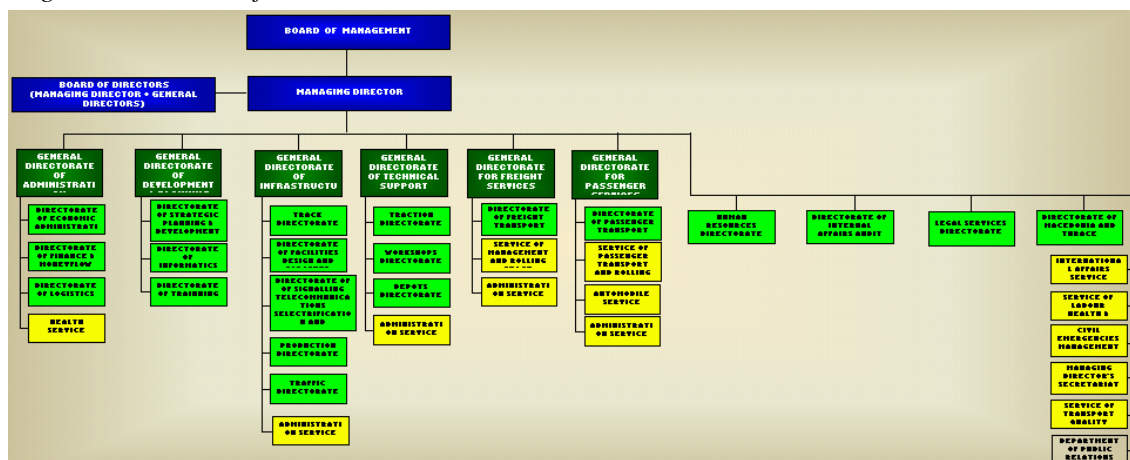 BOARD OF MANAGEMENT
BOARD OF DIRECTORS
(MANAGING DIRECTOR + GENERAL
DIRECTORS)
MANAGING DIRECTOR
GENERAL
DIRECTORATE
OF
ADMINISTRATI
GENERAL
DIRECTORATE
OF
DEVELOPMENT
GENERAL
DIRECTORATE
OF
INFRASTRUCTU
GENERAL
DIRECTORATE
OF TECHNICAL
SUPPORT
GENERAL
DIRECTORATE
FOR FREIGHT
SERVICES
GENERAL
DIRECTORATE
FOR
PASSENGER
SERVICES
DIRECTORATE
OF ECONOMIC
ADMINISTRATI
DIRECTORATE
OF FINANCE &
MONEYFLOW
DIRECTORATE
OF LOGISTICS
HEALTH
SERVICE
DIRECTORATE
OF STRATEGIC
PLANNING &
DEVELOPMENT
DIRECTORATE
OF
INFORMATICS
DIRECTORATE
OF TRAINNING
TRACK
DIRECTORATE
DIRECTORATE
OF FACILITIES
DESIGN AND
DIRECTORATE OF
OF SIGNALLING
TELECOMMUNICA
TIONS
SELECTRIFICATIO
N AND
PRODUCTION
DIRECTORATE
TRAFFIC
DIRECTORATE
ADMINISTRATI
ON SERVICE
TRACTION
DIRECTORATE
WORKSHOPS
DIRECTORATE
DEPOTS
DIRECTORATE
ADMINISTRATI
ON SERVICE
DIRECTORATE
OF FREIGHT
TRANSPORT
SERVICE OF
MANAGEMENT
AND ROLLING
ADMINISTRATI
ON SERVICE
DIRECTORATE
OF PASSENGER
TRANSPORT
SERVICE OF
PASSENGER
TRANSPORT
AND ROLLING
AUTOMOBILE
SERVICE
ADMINISTRATI
ON SERVICE
HUMAN
RESOURCES
DIRECTORATE
DIRECTORATE OF
INTERNAL
AFFAIRS AUDIT
LEGAL SERVICES
DIRECTORATE
DIRECTORATE OF
MACEDONIA AND
THRACE
INTERNATIONA
L AFFAIRS
SERVICE
SERVICE OF
LABOUR
HEALTH &
CIVIL
EMERGENCIES
MANAGEMENT
MANAGING
DIRECTOR'S
SECRETARIAT
SERVICE OF
TRANSPORT
QUALITY
DEPARTMENT
OF PUBLIC
RELATIONS